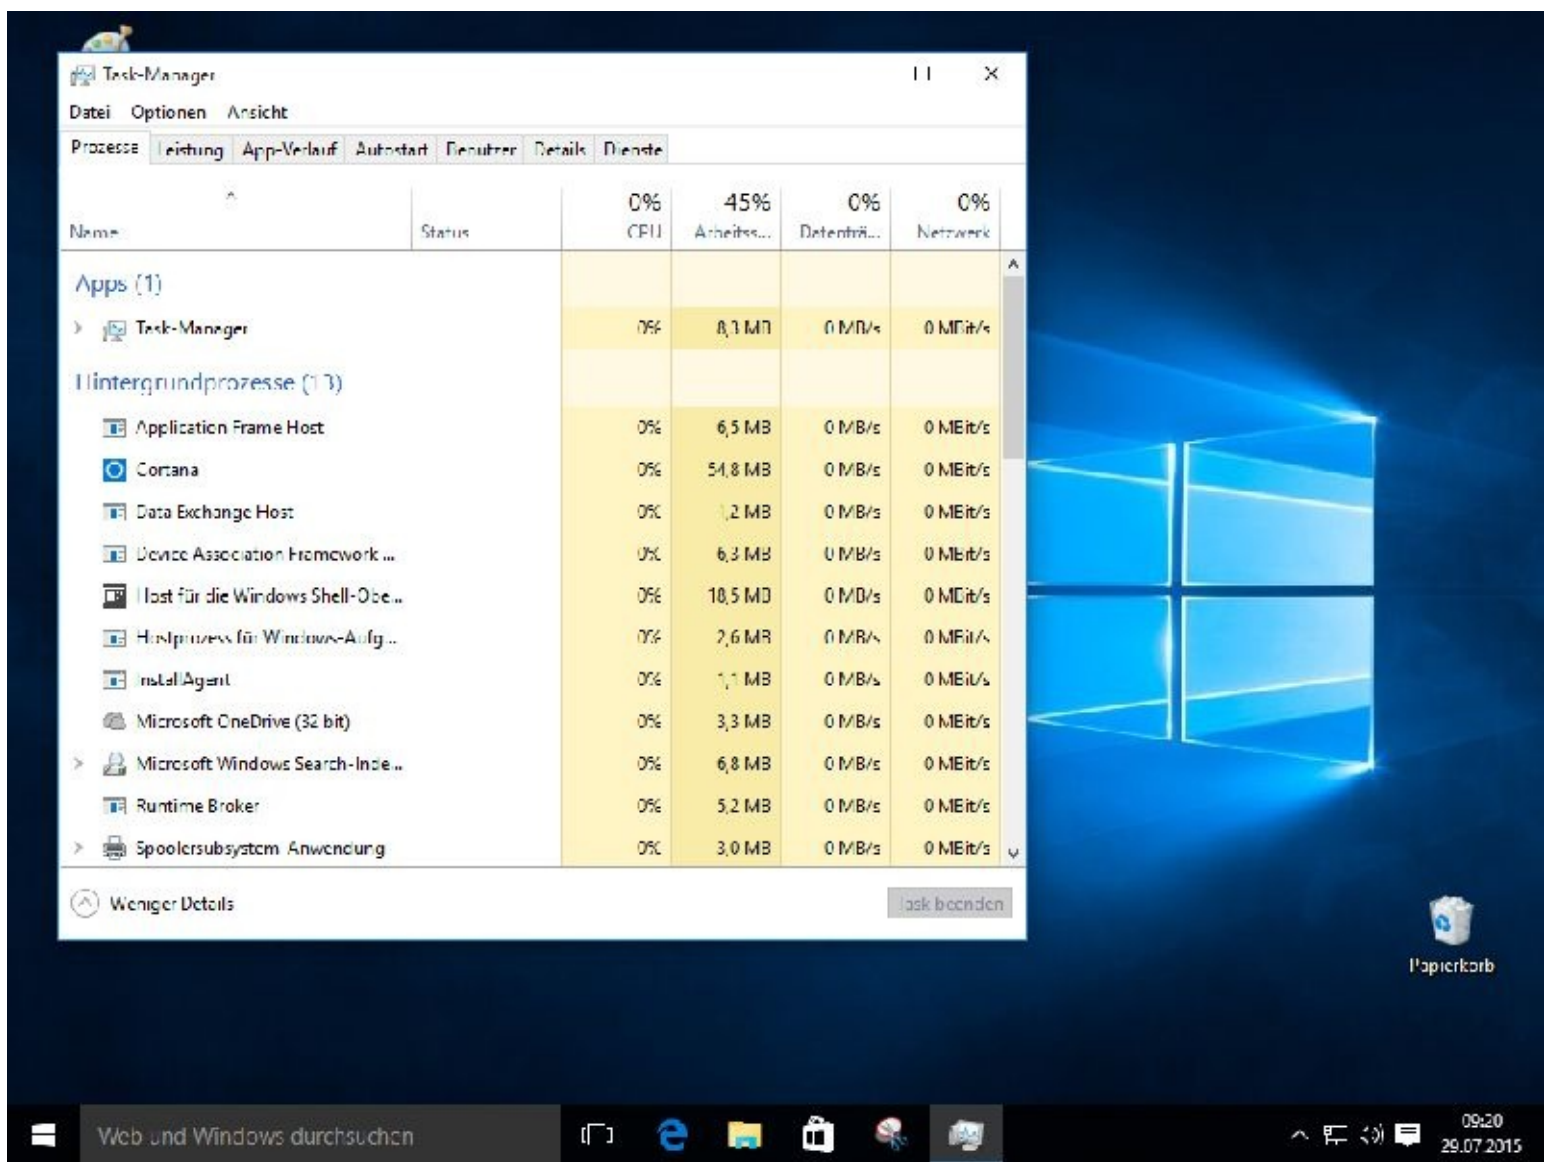 Task-Manager
Datei Optionen Ansicht
Prozesse Leistung App-Verlauf Autostart Benutzer Details Dienste
0% 45% 0% 0%
Name Status CPU Arbeitss... Datenträ... Netzwerk
Apps (1)
Task-Manager 0% 8,3 MB 0 MB/s 0 MBit/s
Hintergrundprozesse (13)
Application Frame Host 0% 6,5 MB 0 MB/s 0 MBit/s
Cortana 0% 54,8 MB 0 MB/s 0 MBit/s
Data Exchange Host 0% 1,2 MB 0 MB/s 0 MBit/s
Device Association Framework ... 0% 6,3 MB 0 MB/s 0 MBit/s
Host für die Windows Shell-Obe... 0% 18,5 MB 0 MB/s 0 MBit/s
Hostprozess für Windows-Aufg... 0% 2,6 MB 0 MB/s 0 MBit/s
InstallAgent 0% 1,1 MB 0 MB/s 0 MBit/s
Microsoft OneDrive (32 bit) 0% 3,3 MB 0 MB/s 0 MBit/s
Microsoft Windows Search-Inde... 0% 6,8 MB 0 MB/s 0 MBit/s
Runtime Broker 0% 5,2 MB 0 MB/s 0 MBit/s
Spoolersubsystem-Anwendung 0% 3,0 MB 0 MB/s 0 MBit/s
Weniger Details Task beenden
Papierkorb
Web und Windows durchsuchen
09:20
29.07.2015